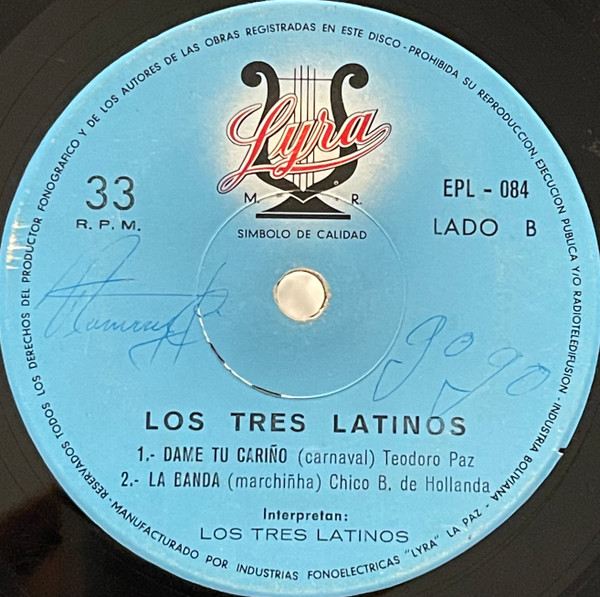 RESERVADOS TODOS LOS DERECHOS DEL PRODUCTOR FONOGRAFICO Y DE LOS AUTORES DE LAS OBRAS REGISTRADAS EN ESTE DISCO - PROHIBIDA SU REPRODUCCION EJECUCION PUBLICA Y/O RADIOTELEDIFUSION - INDUSTRIA BOLIVIANA
Lyra
M. R.
SIMBOLO DE CALIDAD
33
R. P. M.
EPL - 084
LADO B
LOS TRES LATINOS
1.- DAME TU CARIÑO (carnaval) Teodoro Paz
2.- LA BANDA (marchiñha) Chico B. de Hollanda
Interpretan:
LOS TRES LATINOS
MANUFACTURADO POR INDUSTRIAS FONOELECTRICAS "LYRA" LA PAZ -